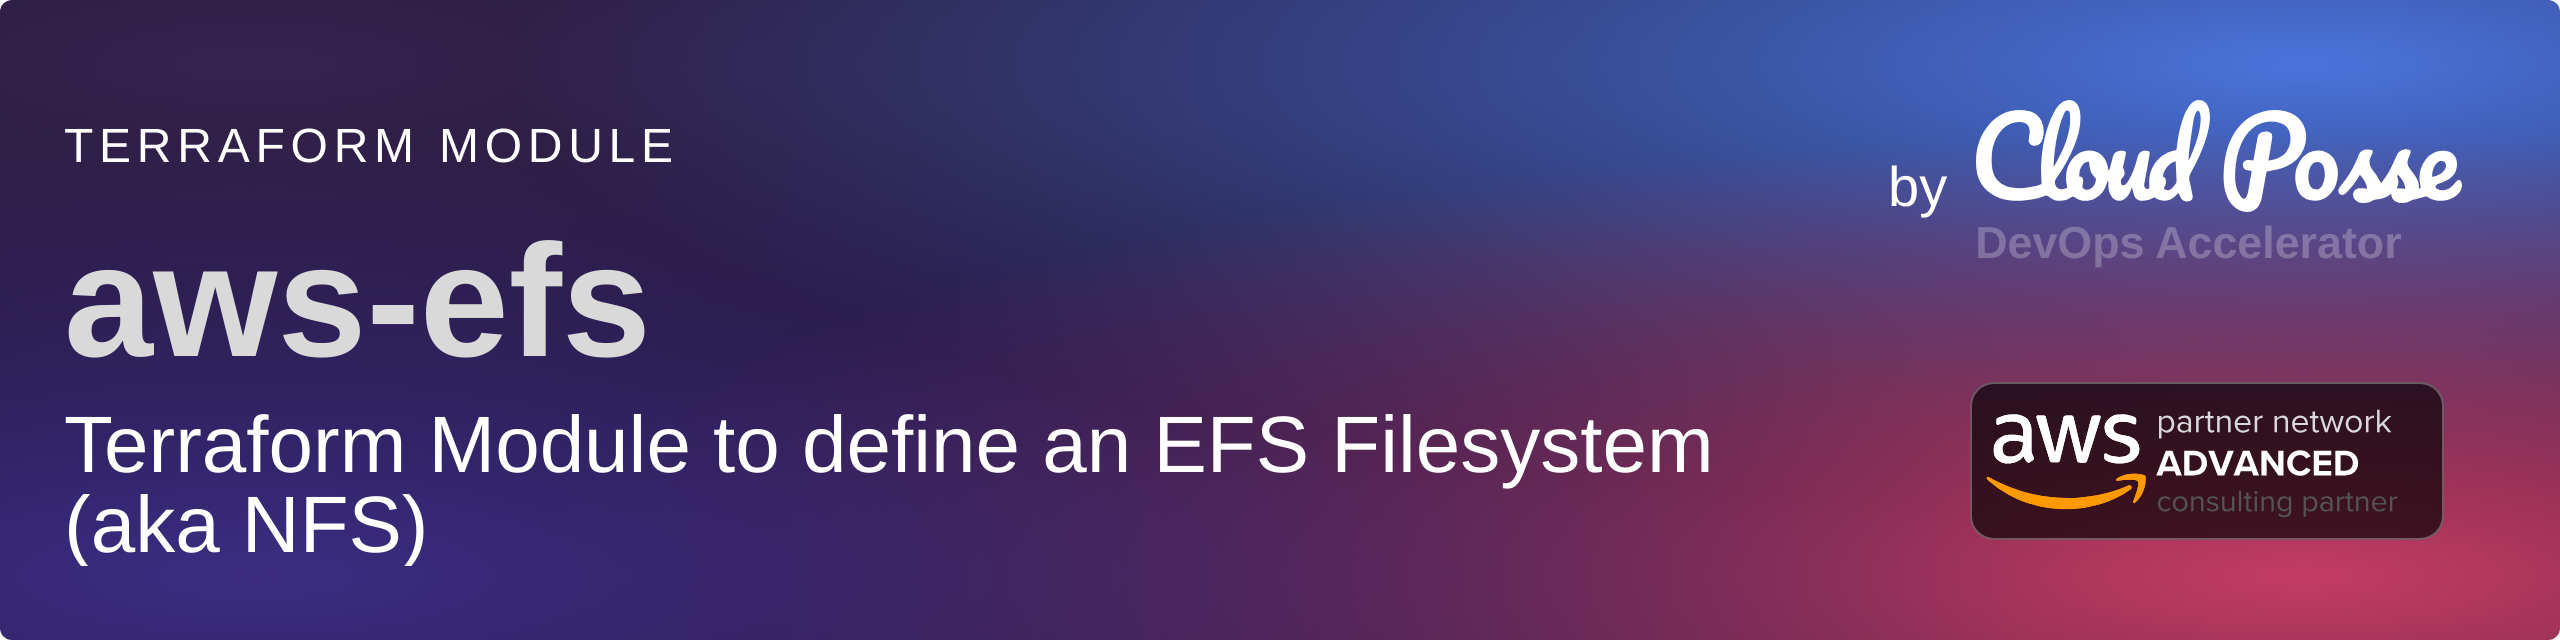 TERRAFORM MODULE
aws-efs
Terraform Module to define an EFS Filesystem
(aka NFS)
by Cloud Posse
DevOps Accelerator
aws partner network
ADVANCED
consulting partner